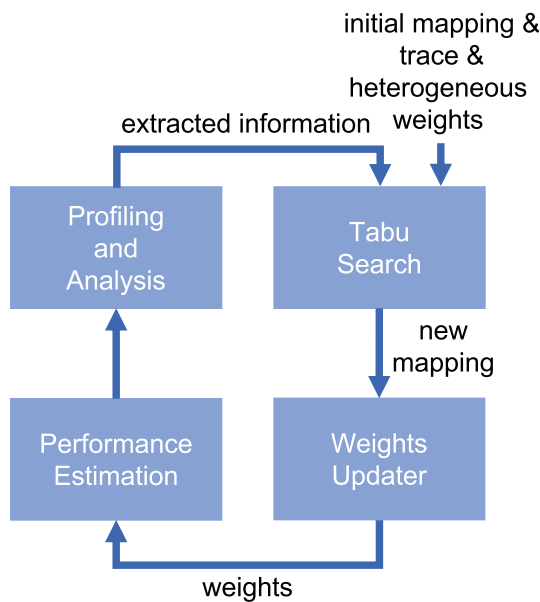 initial mapping &
trace &
heterogeneous
weights
extracted information
Profiling
and
Analysis
Tabu
Search
new
mapping
Performance
Estimation
Weights
Updater
weights